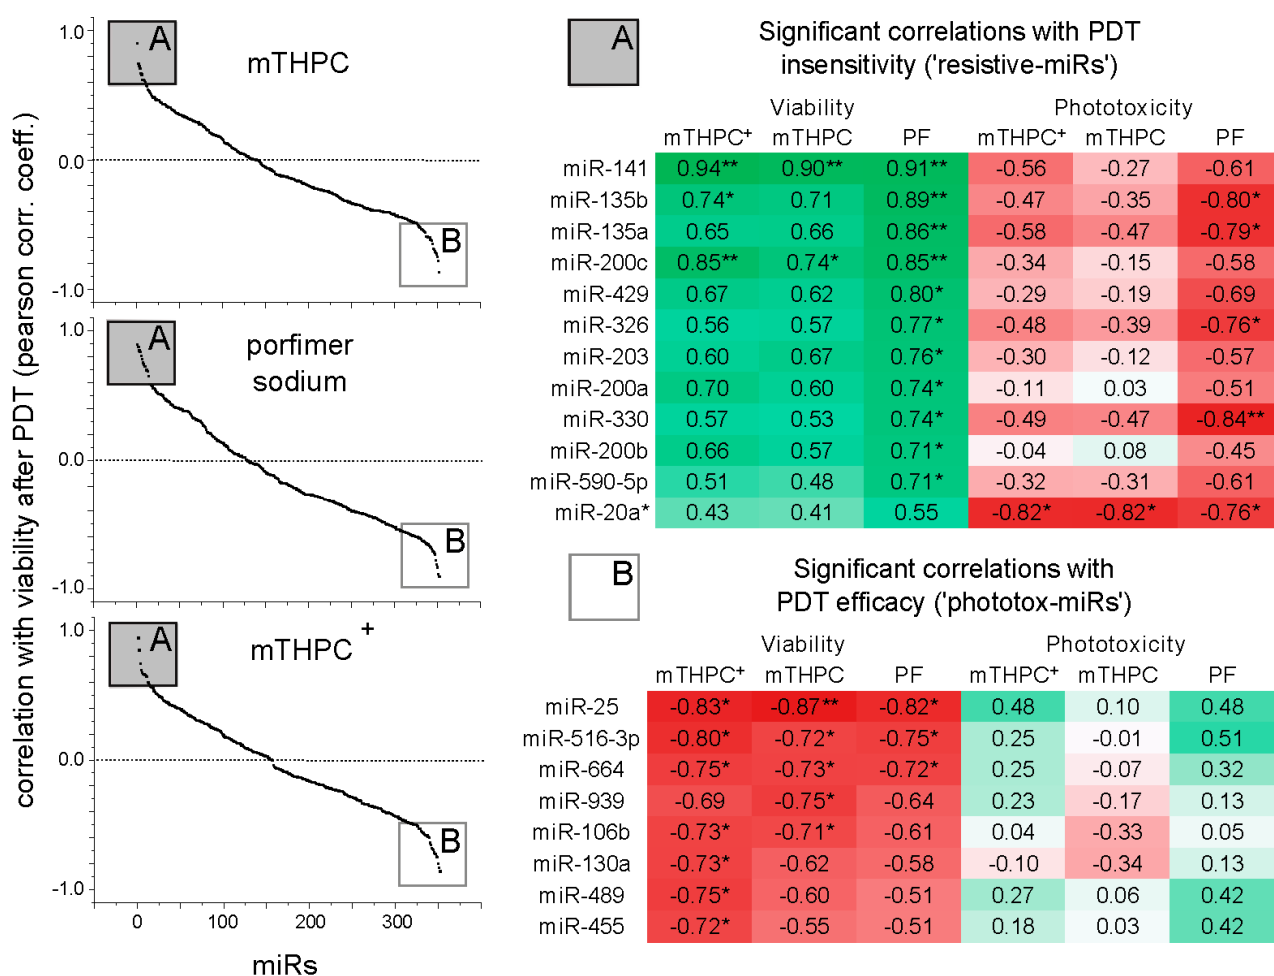 correlation with viability after PDT (pearson corr. coeff.)
1.0
0.0
-1.0
A
mTHPC
B
1.0
0.0
-1.0
A
porfimer
sodium
B
1.0
0.0
-1.0
A
mTHPC+
B
0 100 200 300
miRs
A
Significant correlations with PDT
insensitivity ('resistive-miRs')
Viability Phototoxicity
mTHPC+ mTHPC PF mTHPC+ mTHPC PF
miR-141 0.94** 0.90** 0.91** -0.56 -0.27 -0.61
miR-135b 0.74* 0.71 0.89** -0.47 -0.35 -0.80*
miR-135a 0.65 0.66 0.86** -0.58 -0.47 -0.79*
miR-200c 0.85** 0.74* 0.85** -0.34 -0.15 -0.58
miR-429 0.67 0.62 0.80* -0.29 -0.19 -0.69
miR-326 0.56 0.57 0.77* -0.48 -0.39 -0.76*
miR-203 0.60 0.67 0.76* -0.30 -0.12 -0.57
miR-200a 0.70 0.60 0.74* -0.11 0.03 -0.51
miR-330 0.57 0.53 0.74* -0.49 -0.47 -0.84**
miR-200b 0.66 0.57 0.71* -0.04 0.08 -0.45
miR-590-5p 0.51 0.48 0.71* -0.32 -0.31 -0.61
miR-20a* 0.43 0.41 0.55 -0.82* -0.82* -0.76*
B
Significant correlations with
PDT efficacy ('phototox-miRs')
Viability Phototoxicity
mTHPC+ mTHPC PF mTHPC+ mTHPC PF
miR-25 -0.83* -0.87** -0.82* 0.48 0.10 0.48
miR-516-3p -0.80* -0.72* -0.75* 0.25 -0.01 0.51
miR-664 -0.75* -0.73* -0.72* 0.25 -0.07 0.32
miR-939 -0.69 -0.75* -0.64 0.23 -0.17 0.13
miR-106b -0.73* -0.71* -0.61 0.04 -0.33 0.05
miR-130a -0.73* -0.62 -0.58 -0.10 -0.34 0.13
miR-489 -0.75* -0.60 -0.51 0.27 0.06 0.42
miR-455 -0.72* -0.55 -0.51 0.18 0.03 0.42